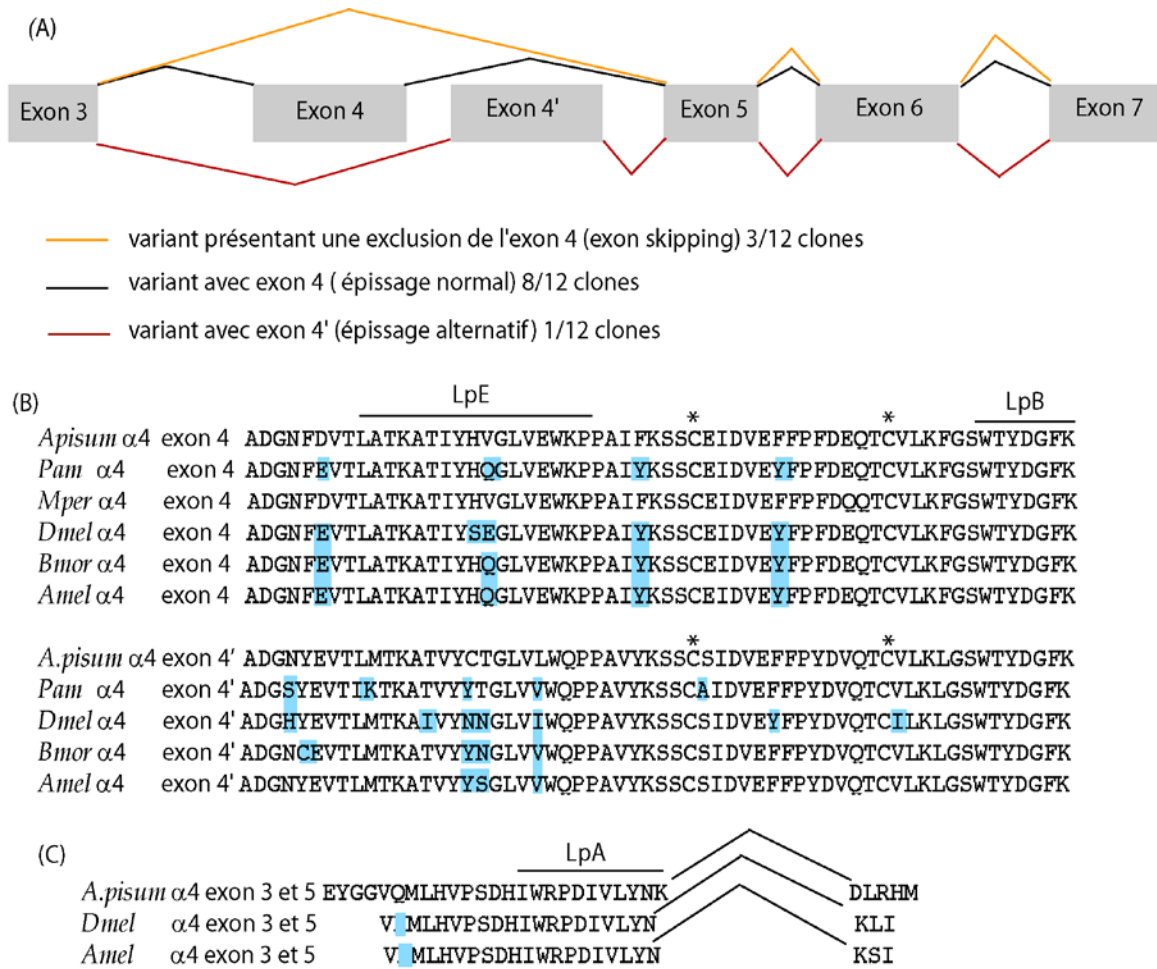 (A)
Exon 3 Exon 4 Exon 4' Exon 5 Exon 6 Exon 7
variant présentant une exclusion de l'exon 4 (exon skipping) 3/12 clones
variant avec exon 4 ( épissage normal) 8/12 clones
variant avec exon 4' (épissage alternatif) 1/12 clones
(B)
LpE * * LpB
Apisum α4 exon 4 ADGNFDVTLATKATIYHVGLVEWKPPAIFKSSCEIDVEFFPFDEQTCVLKFGSWTYDGFK
Pam α4 exon 4 ADGNFEVTLATKATIYHQGLVEWKPPAIYKSSCEIDVEYFPFDEQTCVLKFGSWTYDGFK
Mper α4 exon 4 ADGNFDVTLATKATIYHVGLVEWKPPAIFKSSCEIDVEFFPFDQQTCVLKFGSWTYDGFK
Dmel α4 exon 4 ADGNFEVTLATKATIYSEGLVEWKPPAIYKSSCEIDVEYFPFDEQTCVLKFGSWTYDGFK
Bmor α4 exon 4 ADGNFEVTLATKATIYHQGLVEWKPPAIYKSSCEIDVEYFPFDEQTCVLKFGSWTYDGFK
Amel α4 exon 4 ADGNFEVTLATKATIYHQGLVEWKPPAIYKSSCEIDVEYFPFDEQTCVLKFGSWTYDGFK
* *
A.pisum α4 exon 4' ADGNYEVTLMTKATVYCTGLVLWQPPAVYKSSCSIDVEFFPYDVQTCVLKLGSWTYDGFK
Pam α4 exon 4' ADGSYEVTIKTKATVYYTGLVVWQPPAVYKSSCAIDVEFFPYDVQTCVLKLGSWTYDGFK
Dmel α4 exon 4' ADGHYEVTLMTKAIVYNNGLVIWQPPAVYKSSCSIDVEYFPYDVQTCILKLGSWTYDGFK
Bmor α4 exon 4' ADGNCEVTLMTKATVYYNGLVVWQPPAVYKSSCSIDVEFFPYDVQTCVLKLGSWTYDGFK
Amel α4 exon 4' ADGNYEVTLMTKATVYYSGLVVWQPPAVYKSSCSIDVEFFPYDVQTCVLKLGSWTYDGFK
(C)
LpA
A.pisum α4 exon 3 et 5 EYGGVQMLHVPSDHIWRPDIVLYNK DLRHM
Dmel α4 exon 3 et 5 V MLHVPSDHIWRPDIVLYN KLI
Amel α4 exon 3 et 5 V MLHVPSDHIWRPDIVLYN KSI